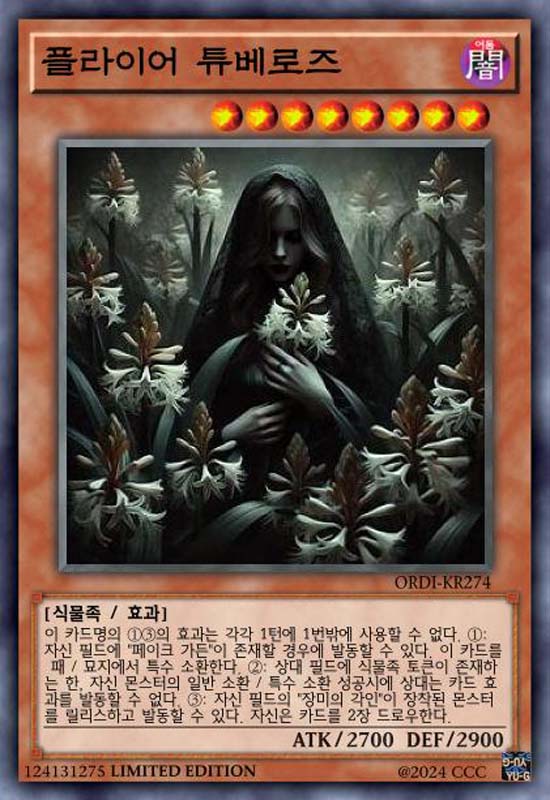 플라이어 튜베로즈
어둠
闇
ORDI-KR274
[식물족 / 효과]
이 카드명의 ①③의 효과는 각각 1턴에 1번밖에 사용할 수 없다. ①:
자신 필드에 "페이크 가든"이 존재할 경우에 발동할 수 있다. 이 카드를
패 / 묘지에서 특수 소환한다. ②: 상대 필드에 식물족 토큰이 존재하
는 한, 자신 몬스터의 일반 소환 / 특수 소환 성공시에 상대는 카드 효
과를 발동할 수 없다. ③: 자신 필드의 "장미의 각인"이 장착된 몬스터
를 릴리스하고 발동할 수 있다. 자신은 카드를 2장 드로우한다.
ATK/2700 DEF/2900
124131275 LIMITED EDITION
@2024 CCC